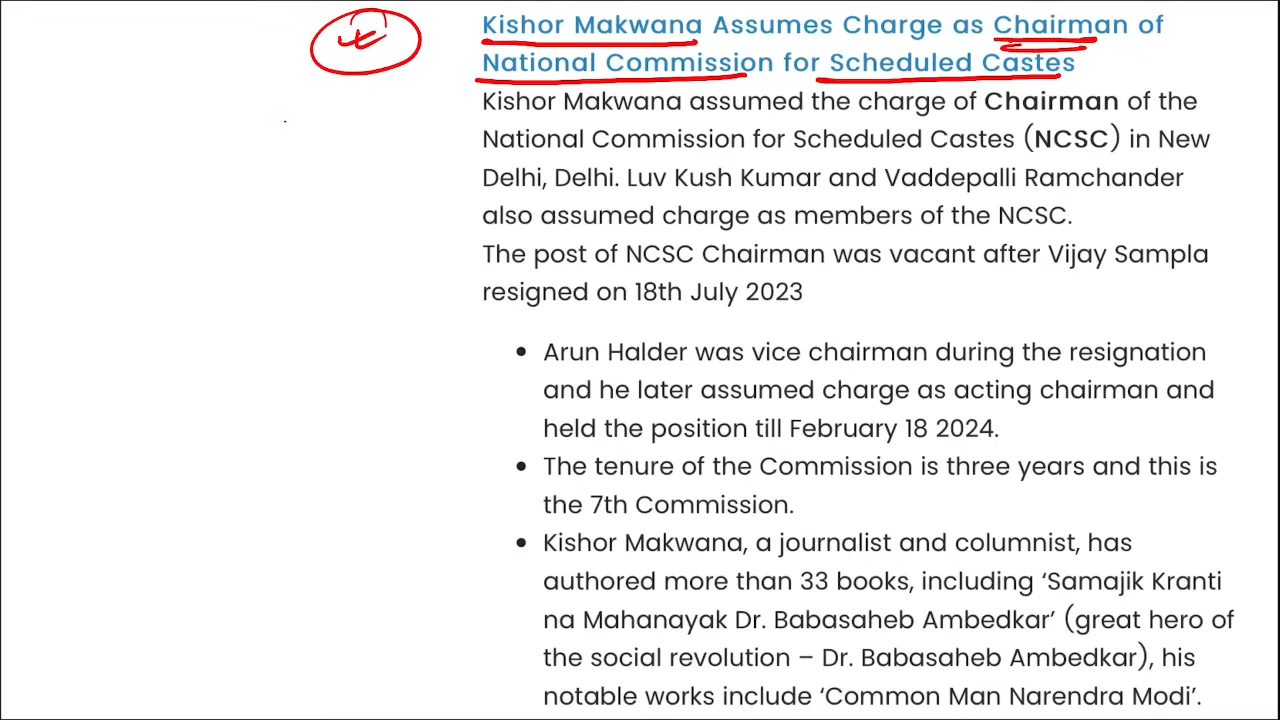 Kishor Makwana Assumes Charge as Chairman of
National Commission for Scheduled Castes
Kishor Makwana assumed the charge of Chairman of the
National Commission for Scheduled Castes (NCSC) in New
Delhi, Delhi. Luv Kush Kumar and Vaddepalli Ramchander
also assumed charge as members of the NCSC.
The post of NCSC Chairman was vacant after Vijay Sampla
resigned on 18th July 2023
• Arun Halder was vice chairman during the resignation
and he later assumed charge as acting chairman and
held the position till February 18 2024.
• The tenure of the Commission is three years and this is
the 7th Commission.
• Kishor Makwana, a journalist and columnist, has
authored more than 33 books, including ‘Samajik Kranti
na Mahanayak Dr. Babasaheb Ambedkar’ (great hero of
the social revolution – Dr. Babasaheb Ambedkar), his
notable works include ‘Common Man Narendra Modi’.